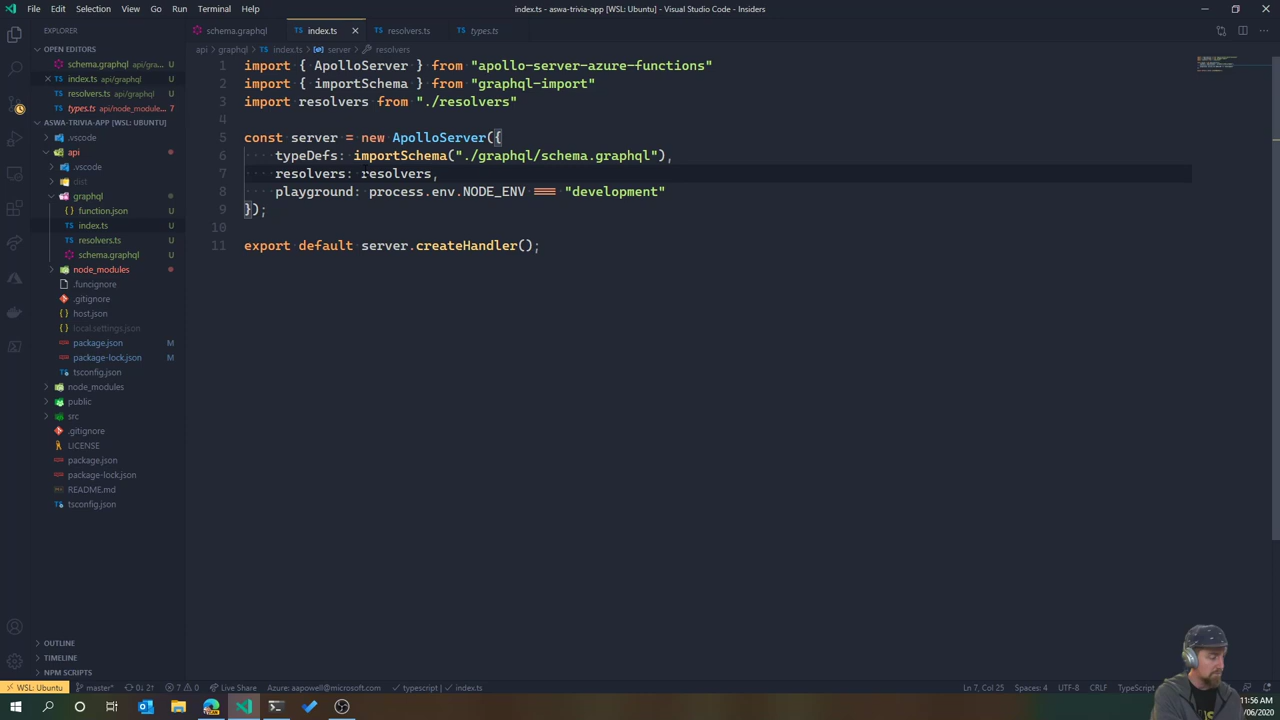 File Edit Selection View Go Run Terminal Help
index.ts - aswa-trivia-app [WSL: Ubuntu] - Visual Studio Code - Insiders
EXPLORER
OPEN EDITORS
schema.graphql api/gra... U
index.ts api/graphql U
resolvers.ts api/graphql U
types.ts api/node_module... 7
ASWA-TRIVIA-APP [WSL: UBUNTU]
.vscode
api
.vscode U
dist
graphql
function.json U
index.ts U
resolvers.ts U
schema.graphql U
node_modules
.funcignore
.gitignore
host.json
local.settings.json
package.json M
package-lock.json M
tsconfig.json
node_modules
public
src
.gitignore
LICENSE
package.json
package-lock.json
README.md
tsconfig.json
OUTLINE
TIMELINE
NPM SCRIPTS
schema.graphql index.ts resolvers.ts types.ts
api > graphql > index.ts > server > resolvers
1 import { ApolloServer } from "apollo-server-azure-functions"
2 import { importSchema } from "graphql-import"
3 import resolvers from "./resolvers"
4
5 const server = new ApolloServer({
6 typeDefs: importSchema("./graphql/schema.graphql"),
7 resolvers: resolvers,
8 playground: process.env.NODE_ENV === "development"
9 });
10
11 export default server.createHandler();
WSL: Ubuntu master* 0↓ 2↑ 7 0 Live Share Azure: aapowell@microsoft.com typescript index.ts Ln 7, Col 25 Spaces: 4 UTF-8 CRLF TypeScript
11:56 AM
/06/2020